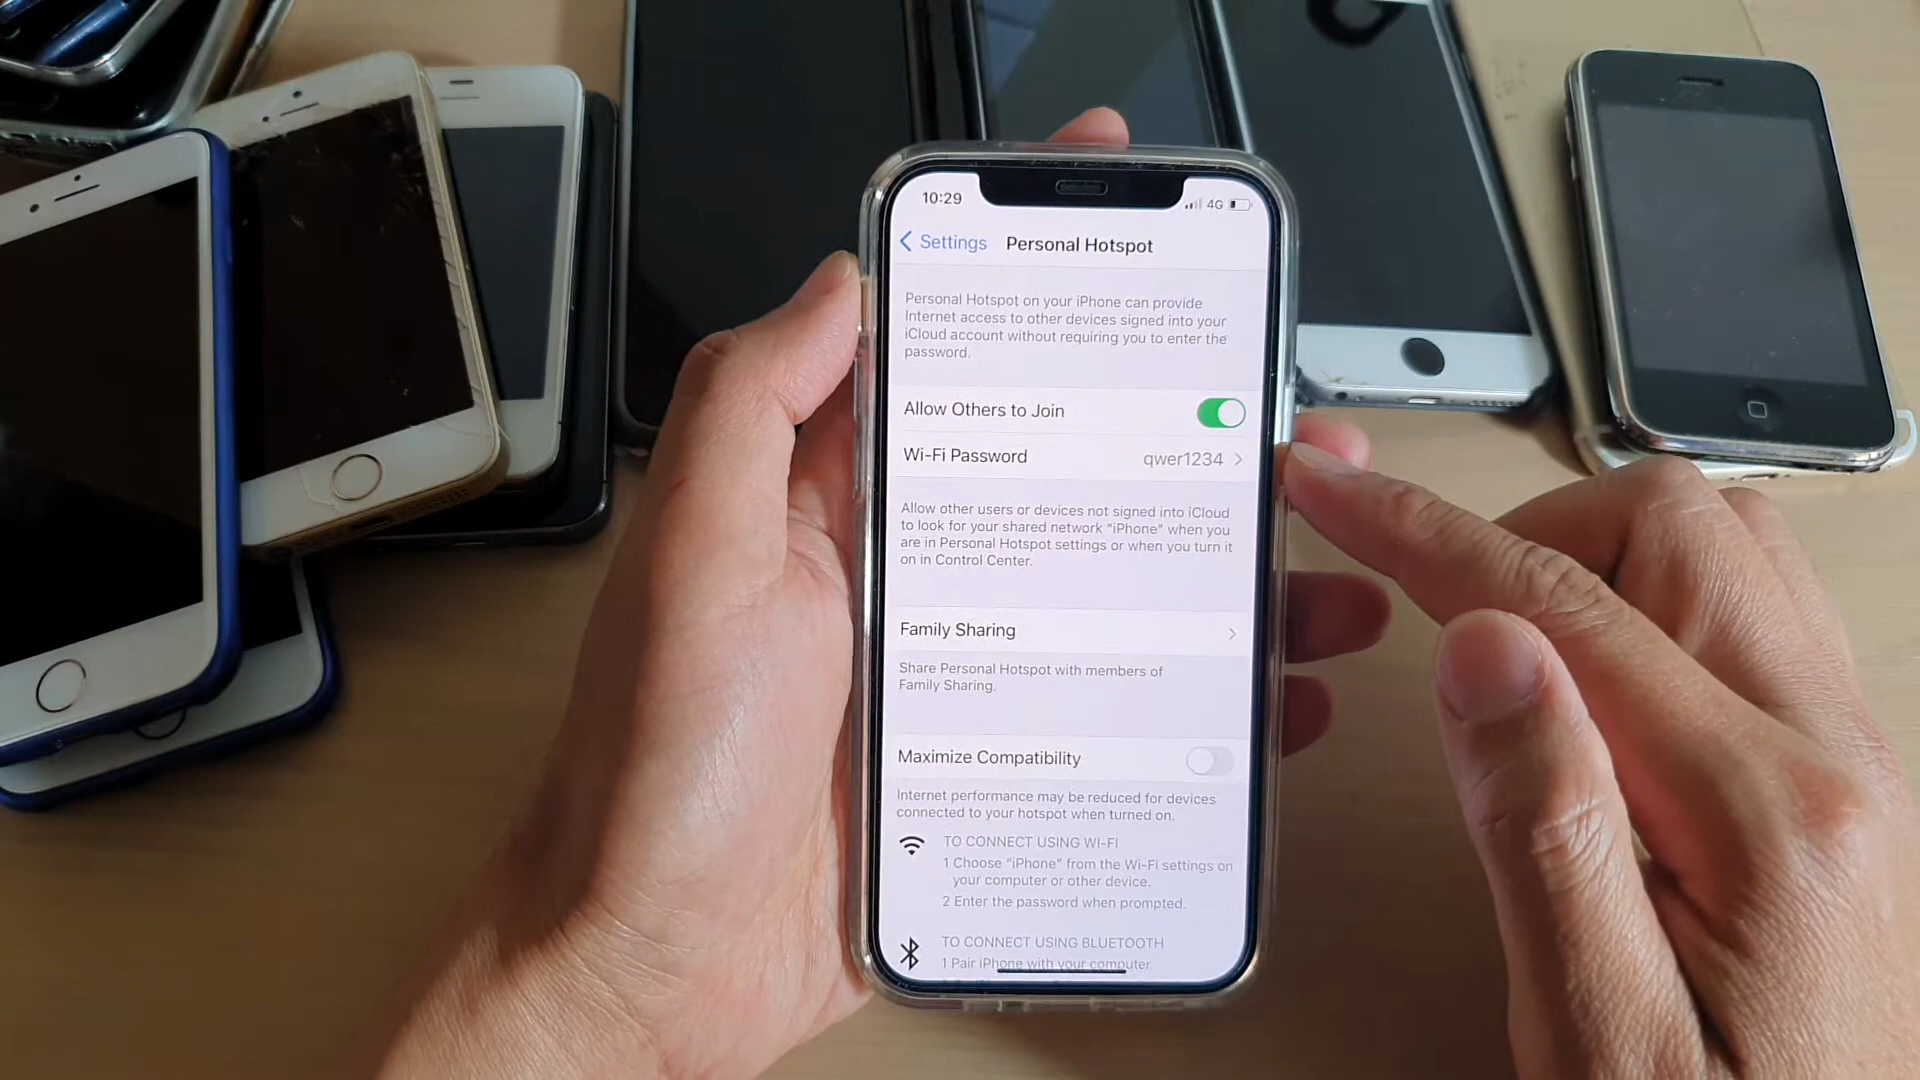 10:29
4G
Settings
Personal Hotspot
Personal Hotspot on your iPhone can provide
Internet access to other devices signed into your
iCloud account without requiring you to enter the
password.
Allow Others to Join
Wi-Fi Password
qwer1234
Allow other users or devices not signed into iCloud
to look for your shared network “iPhone” when you
are in Personal Hotspot settings or when you turn it
on in Control Center.
Family Sharing
Share Personal Hotspot with members of
Family Sharing.
Maximize Compatibility
Internet performance may be reduced for devices
connected to your hotspot when turned on.
TO CONNECT USING WI-FI
1 Choose “iPhone” from the Wi-Fi settings on
your computer or other device.
2 Enter the password when prompted.
TO CONNECT USING BLUETOOTH
1 Pair iPhone with your computer.